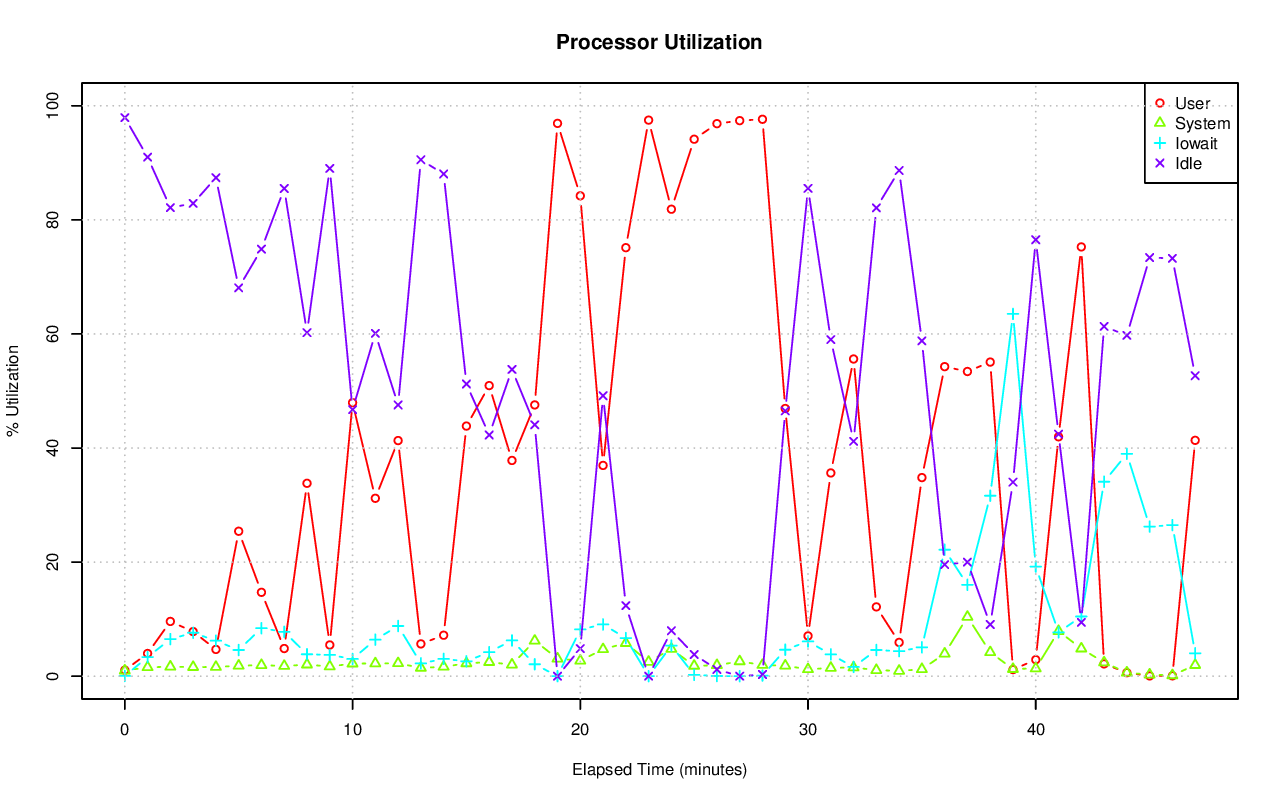 Processor Utilization
User
System
Iowait
Idle
% Utilization
100
80
60
40
20
0
0 10 20 30 40
Elapsed Time (minutes)